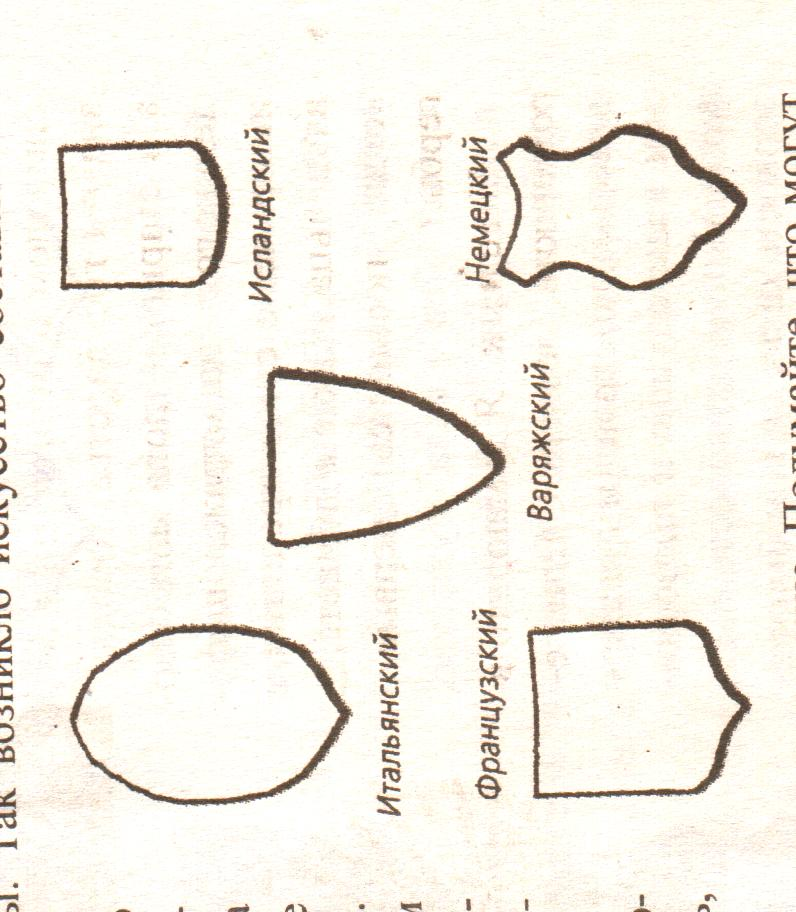 Так возникло искусство
Исландский
Итальянский
Варяжский
Французский
Немецкий
Подумайте, что могут